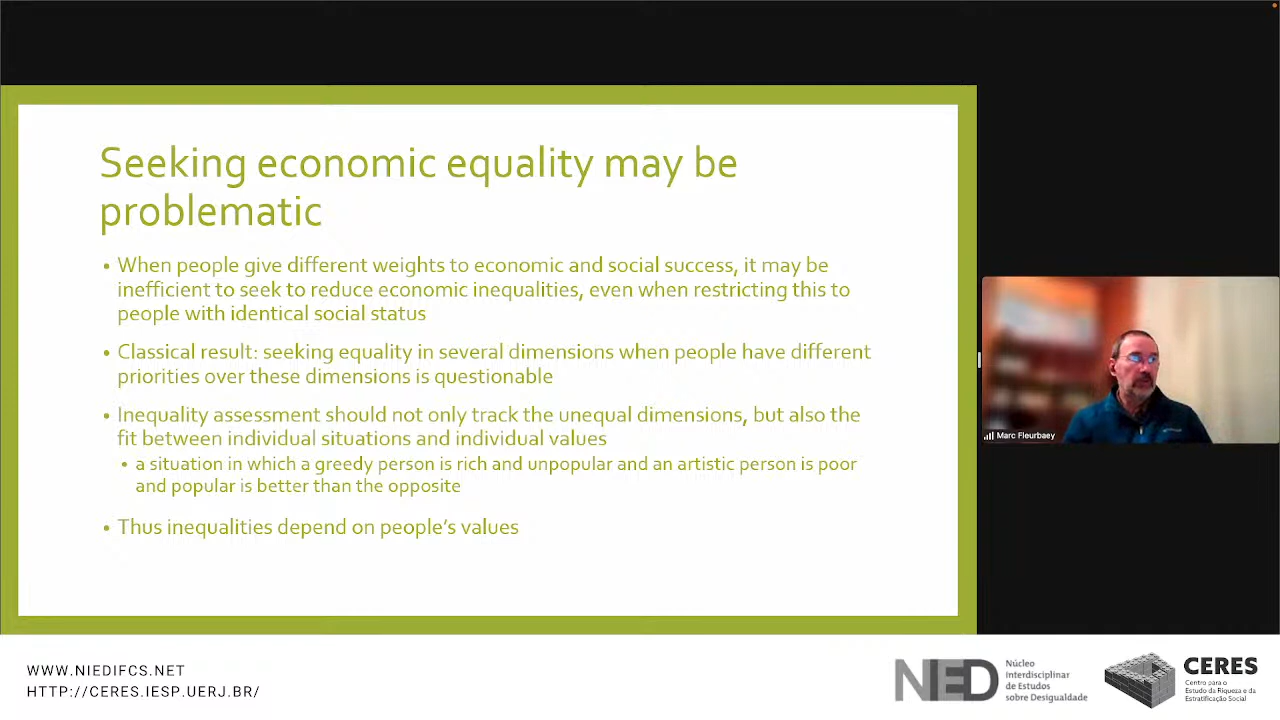 Seeking economic equality may be
problematic
• When people give different weights to economic and social success, it may be
inefficient to seek to reduce economic inequalities, even when restricting this to
people with identical social status
• Classical result: seeking equality in several dimensions when people have different
priorities over these dimensions is questionable
• Inequality assessment should not only track the unequal dimensions, but also the
fit between individual situations and individual values
• a situation in which a greedy person is rich and unpopular and an artistic person is poor
and popular is better than the opposite
• Thus inequalities depend on people's values
Marc Fleurbaey
WWW.NIEDIFCS.NET
HTTP://CERES.IESP.UERJ.BR/
NIED
Núcleo
Interdisciplinar
de Estudos
sobre Desigualdade
CERES
Centro para o
Estudo da Riqueza e da
Estratificação Social